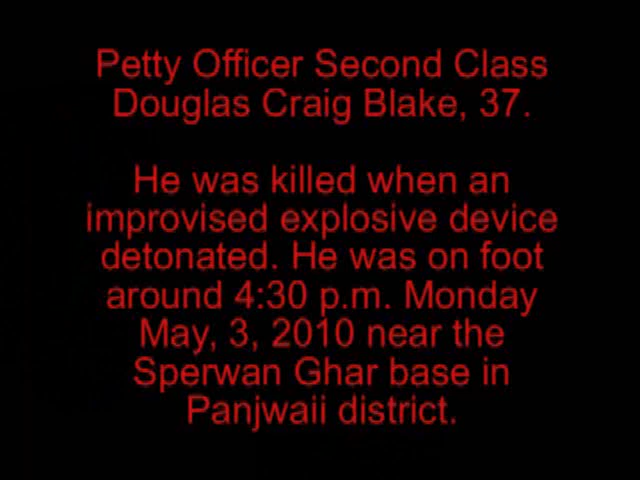 Petty Officer Second Class
Douglas Craig Blake, 37.
He was killed when an
improvised explosive device
detonated. He was on foot
around 4:30 p.m. Monday
May, 3, 2010 near the
Sperwan Ghar base in
Panjwaii district.